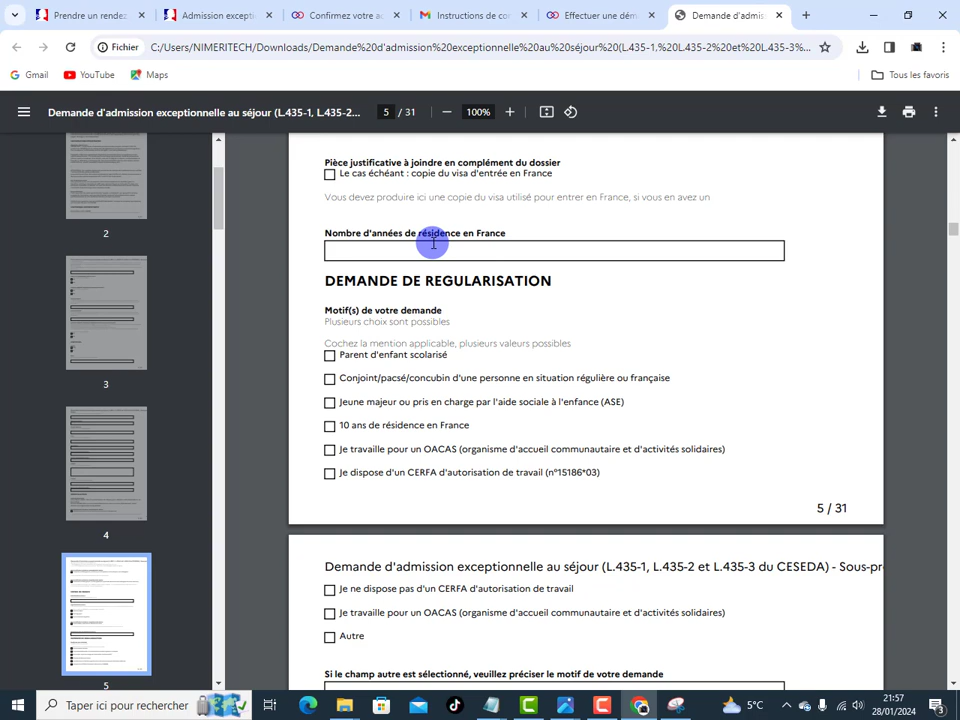 Prendre un rendez
Admission excepti
Confirmez votre ac
Instructions de con
Effectuer une dém
Demande d'admis
Fichier
C:/Users/NIMERITECH/Downloads/Demande%20d'admission%20exceptionnelle%20au%20séjour%20(L.435-1,%20L.435-2%20et%20L.435-3%...
Gmail
YouTube
Maps
Tous les favoris
Demande d'admission exceptionnelle au séjour (L.435-1, L.435-2...
5 / 31
100%
2
3
4
5
Pièce justificative à joindre en complément du dossier
Le cas échéant : copie du visa d'entrée en France
Vous devez produire ici une copie du visa utilisé pour entrer en France, si vous en avez un
Nombre d'années de résidence en France
DEMANDE DE REGULARISATION
Motif(s) de votre demande
Plusieurs choix sont possibles
Cochez la mention applicable, plusieurs valeurs possibles
Parent d'enfant scolarisé
Conjoint/pacsé/concubin d'une personne en situation régulière ou française
Jeune majeur ou pris en charge par l'aide sociale à l'enfance (ASE)
10 ans de résidence en France
Je travaille pour un OACAS (organisme d'accueil communautaire et d'activités solidaires)
Je dispose d'un CERFA d'autorisation de travail (n°15186*03)
5 / 31
Demande d'admission exceptionnelle au séjour (L.435-1, L.435-2 et L.435-3 du CESEDA) - Sous-pr
Je ne dispose pas d'un CERFA d'autorisation de travail
Je travaille pour un OACAS (organisme d'accueil communautaire et d'activités solidaires)
Autre
Si le champ autre est sélectionné, veuillez préciser le motif de votre demande
Taper ici pour rechercher
5°C
21:57
28/01/2024
3